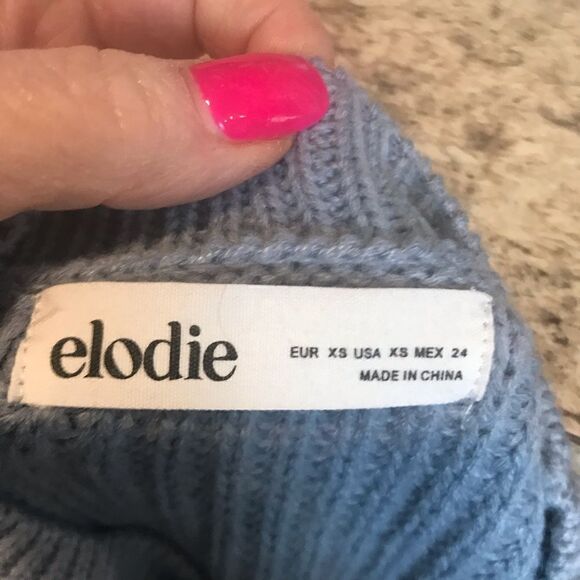 elodie
EUR XS USA XS MEX 24
MADE IN CHINA